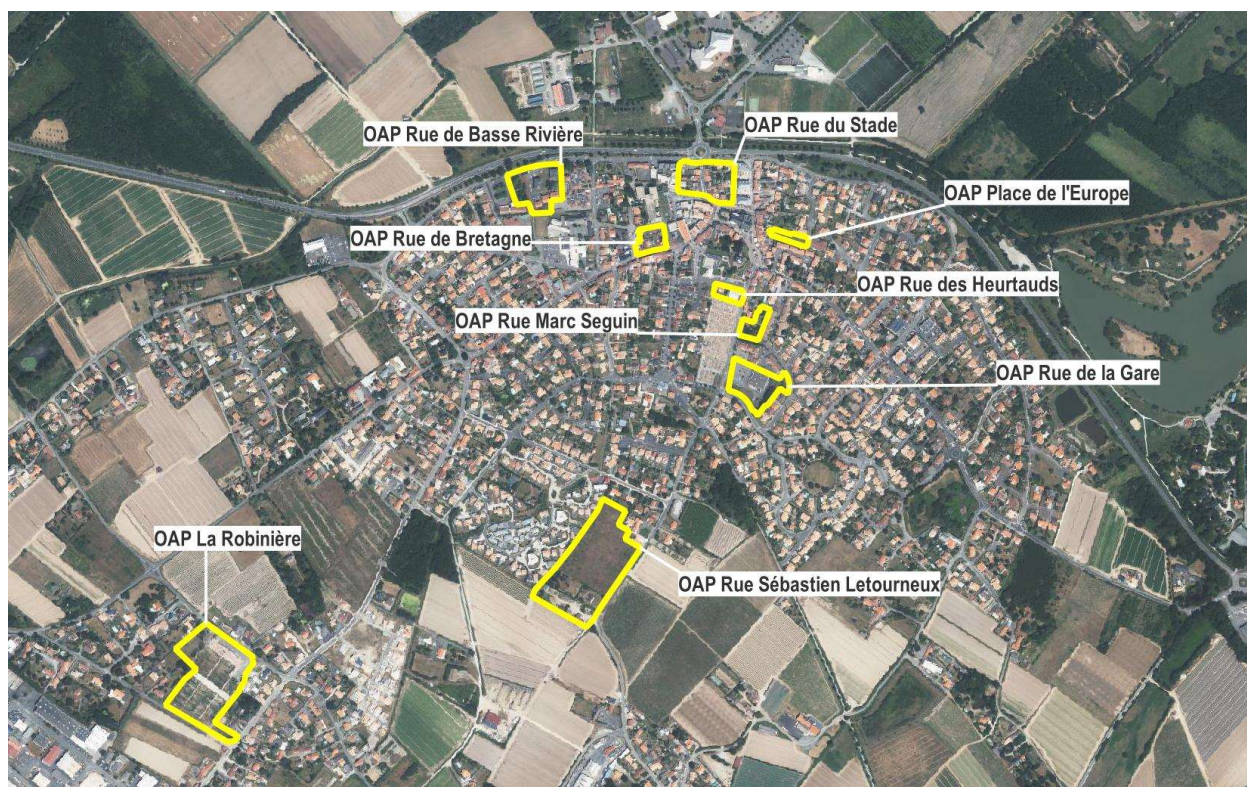 OAP Rue du Stade
OAP Rue de Basse Rivière
OAP Place de l'Europe
OAP Rue de Bretagne
OAP Rue des Heurtauds
OAP Rue Marc Seguin
OAP Rue de la Gare
OAP La Robinière
OAP Rue Sébastien Letourneux